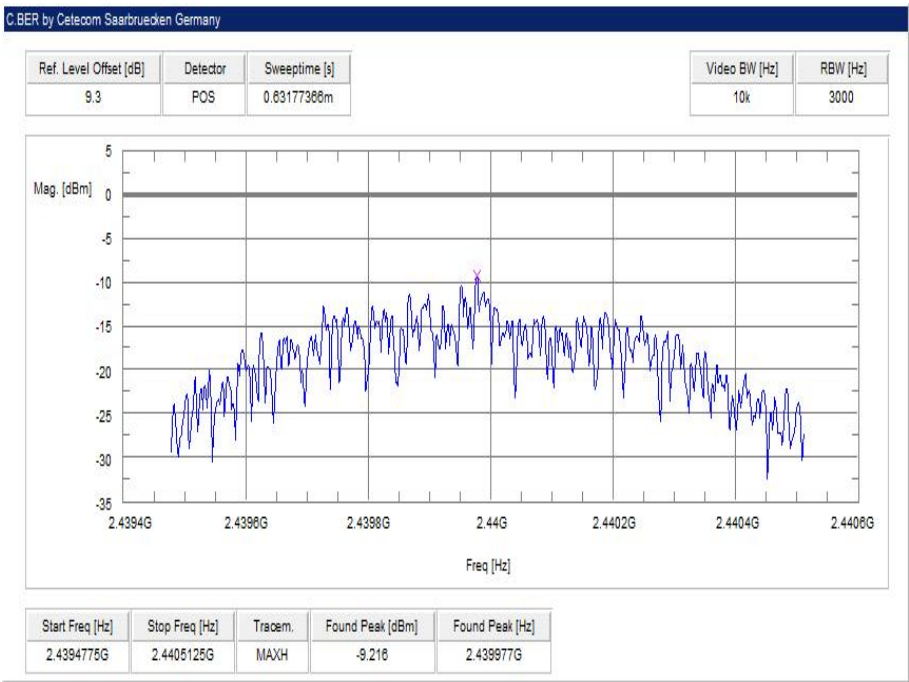 C.BER by Cetecom Saarbruecken Germany
Ref. Level Offset [dB] Detector Sweeptime [s] Video BW [Hz] RBW [Hz]
9.3 POS 0.63177366m 10k 3000
Mag. [dBm]
5
0
-5
-10
-15
-20
-25
-30
-35
2.4394G 2.4396G 2.4398G 2.44G 2.4402G 2.4404G 2.4406G
Freq [Hz]
Start Freq [Hz] Stop Freq [Hz] Tracem. Found Peak [dBm] Found Peak [Hz]
2.4394775G 2.4405125G MAXH -9.216 2.439977G